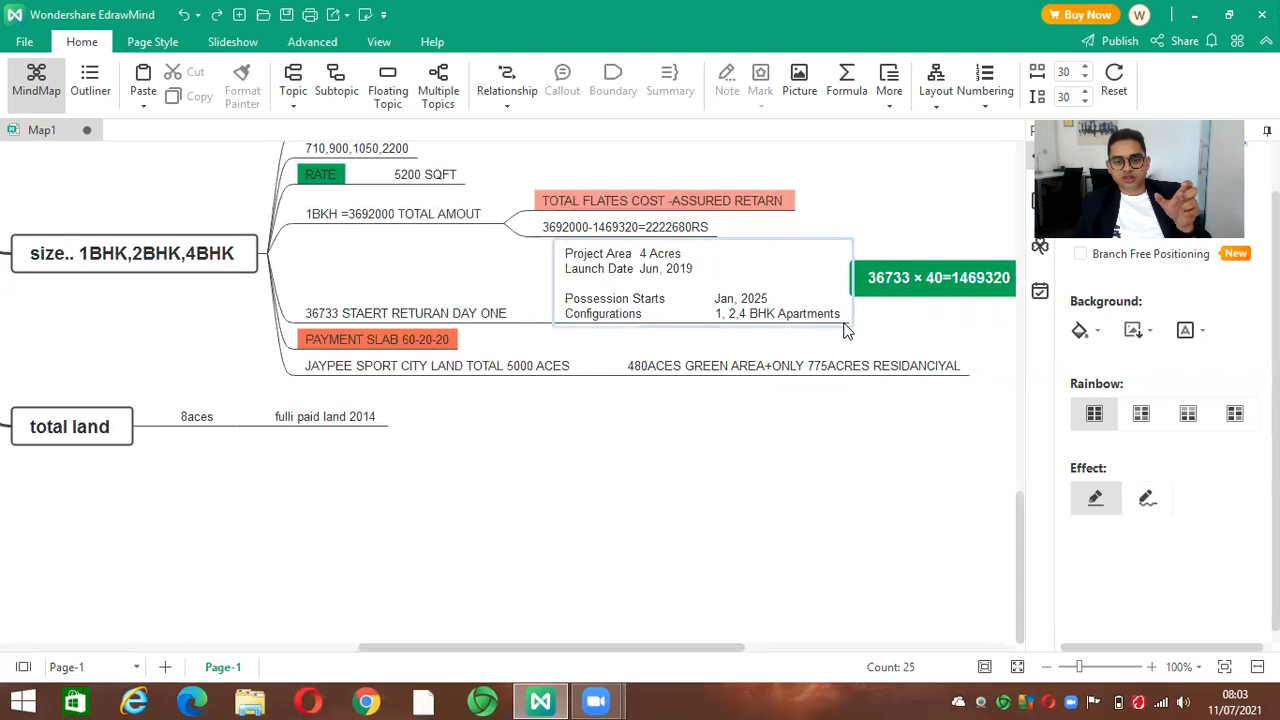 Wondershare EdrawMind
Buy Now
W
File
Home
Page Style
Slideshow
Advanced
View
Help
Publish
Share
MindMap
Outliner
Paste
Cut
Copy
Format Painter
Topic
Subtopic
Floating Topic
Multiple Topics
Relationship
Callout
Boundary
Summary
Note
Mark
Picture
Formula
More
Layout
Numbering
30
30
Reset
Map1
710,900,1050,2200
RATE 5200 SQFT
TOTAL FLATES COST -ASSURED RETARN
1BKH =3692000 TOTAL AMOUT
3692000-1469320=2222680RS
size.. 1BHK,2BHK,4BHK
Project Area 4 Acres
Launch Date Jun, 2019
36733 × 40=1469320
Possession Starts Jan, 2025
Configurations 1, 2,4 BHK Apartments
36733 STAERT RETURAN DAY ONE
PAYMENT SLAB 60-20-20
JAYPEE SPORT CITY LAND TOTAL 5000 ACES 480ACES GREEN AREA+ONLY 775ACRES RESIDANCIYAL
total land 8aces fulli paid land 2014
Branch Free Positioning New
Background:
Rainbow:
Effect:
Page-1
Page-1
Count: 25
100%
08:03
11/07/2021